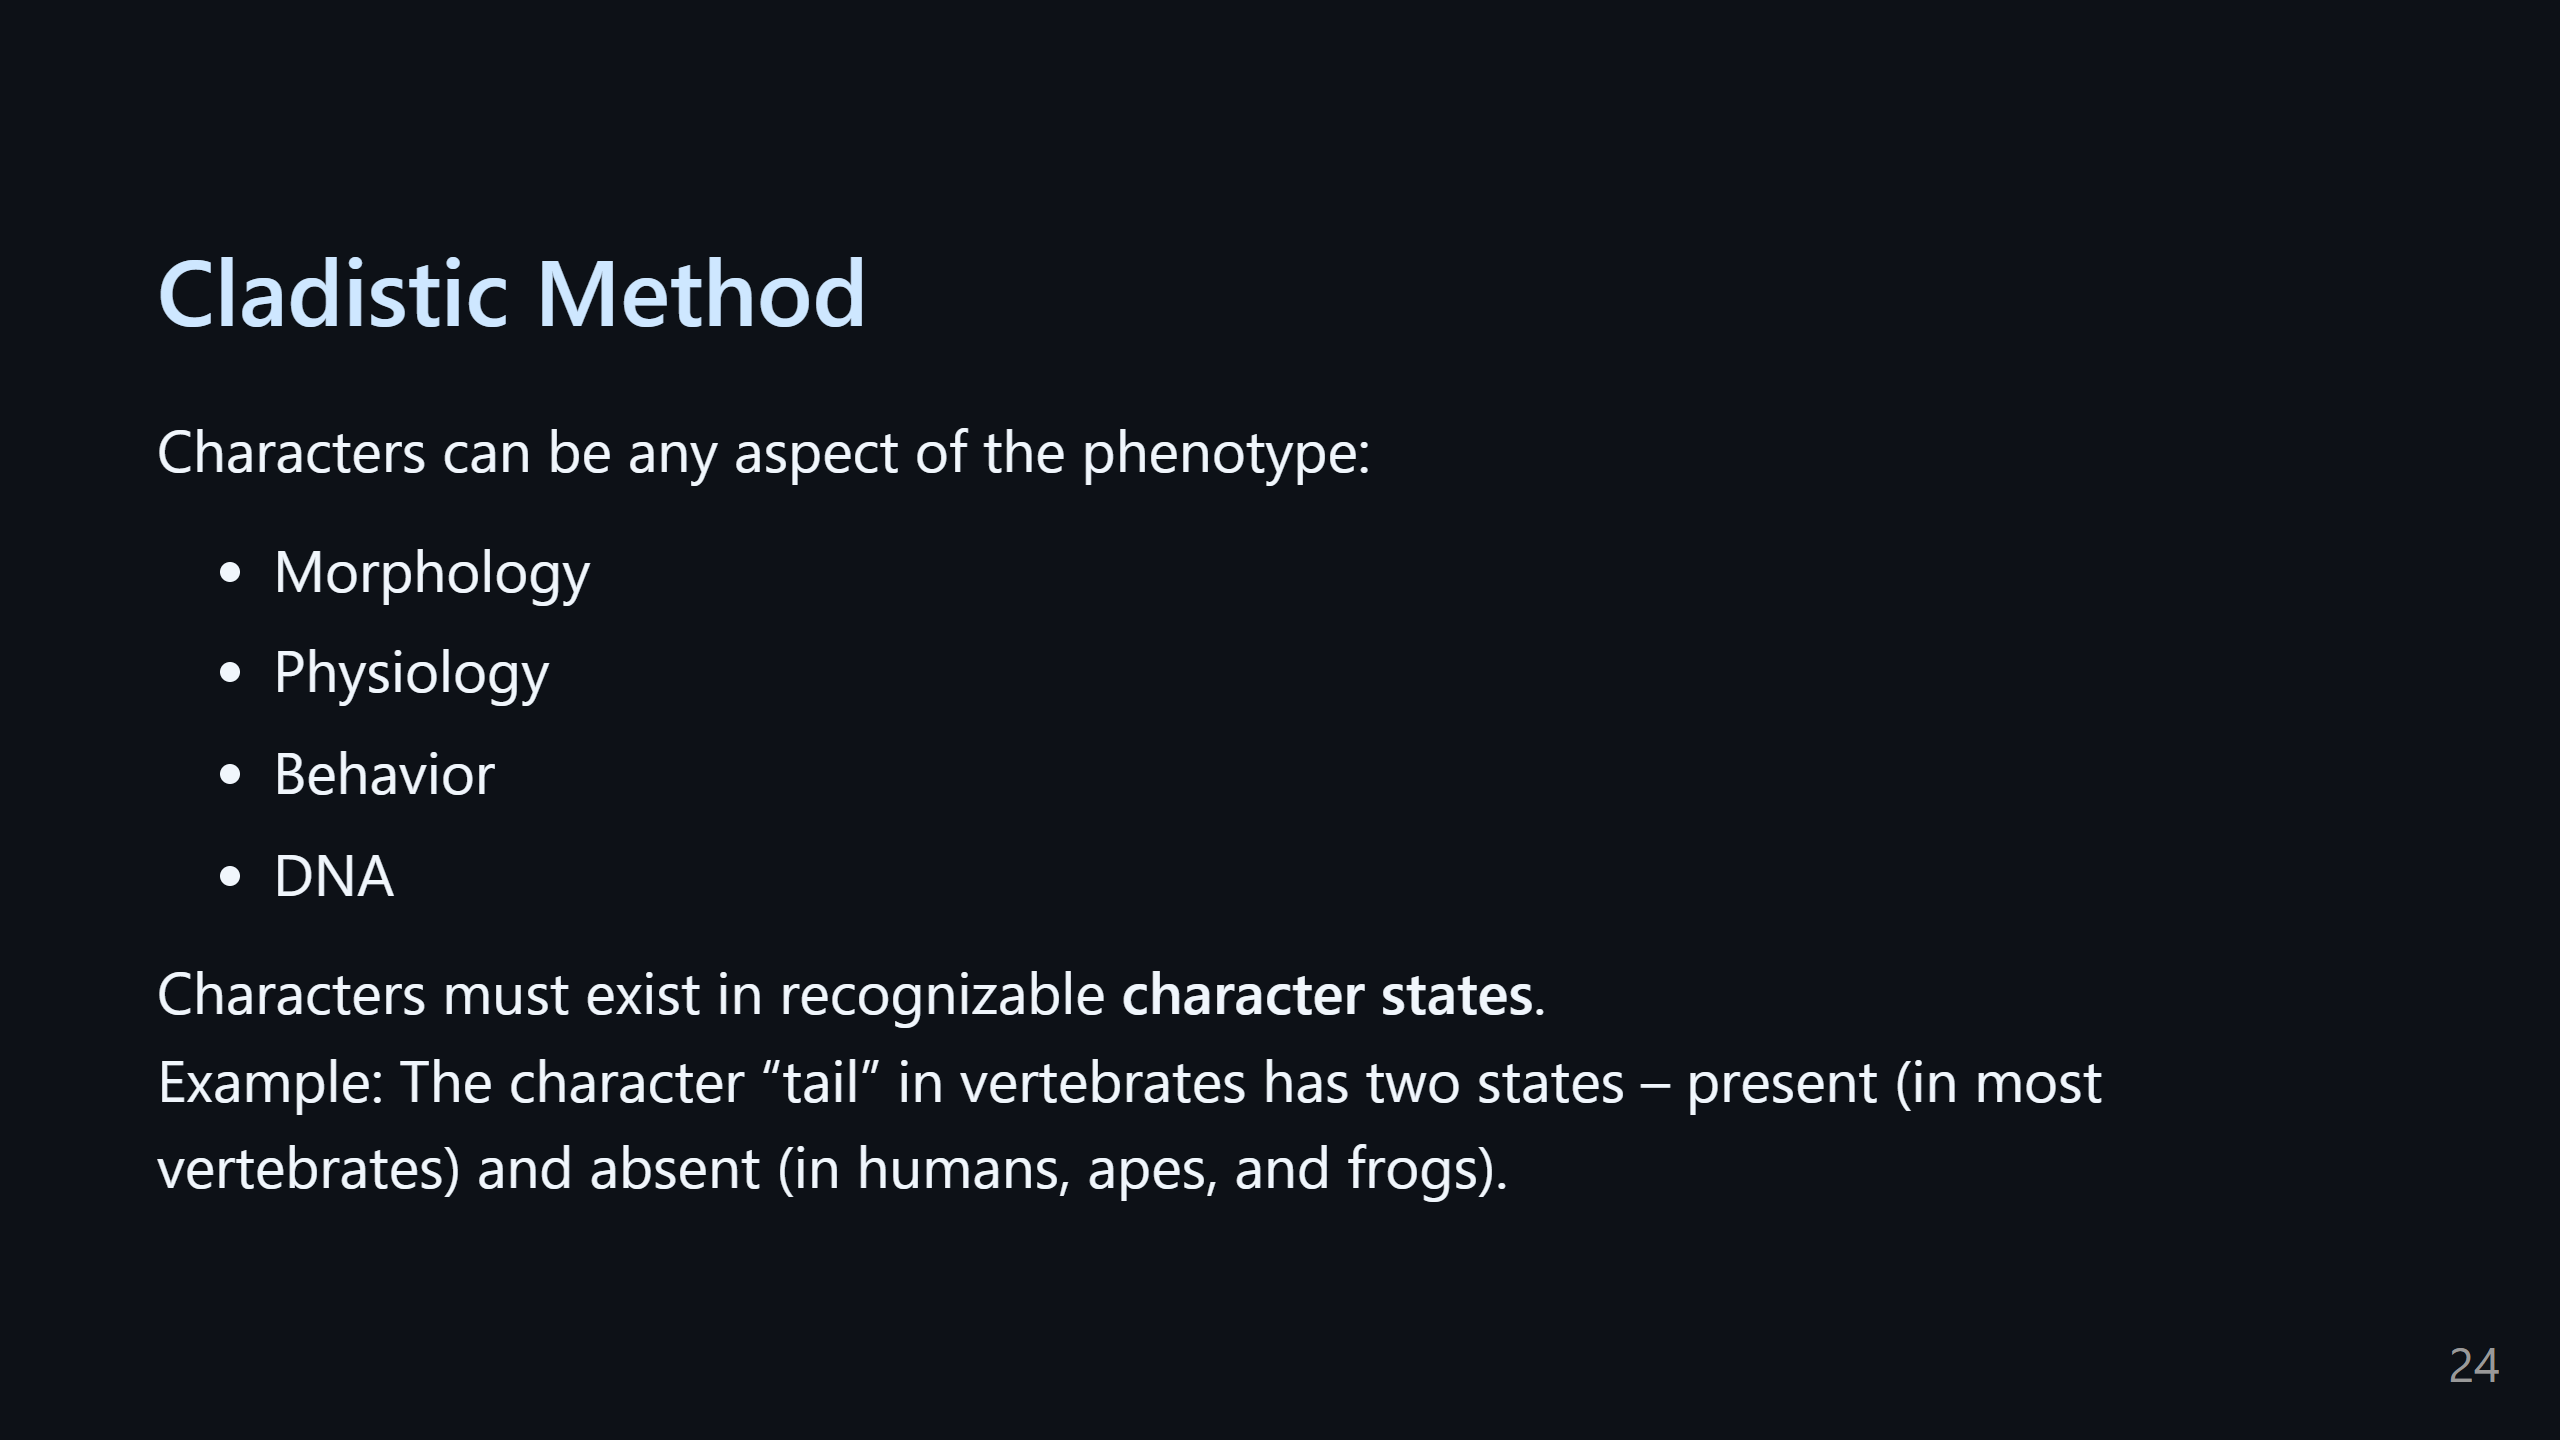 Cladistic Method
Characters can be any aspect of the phenotype:
• Morphology
• Physiology
• Behavior
• DNA
Characters must exist in recognizable character states.
Example: The character “tail” in vertebrates has two states – present (in most
vertebrates) and absent (in humans, apes, and frogs).
24